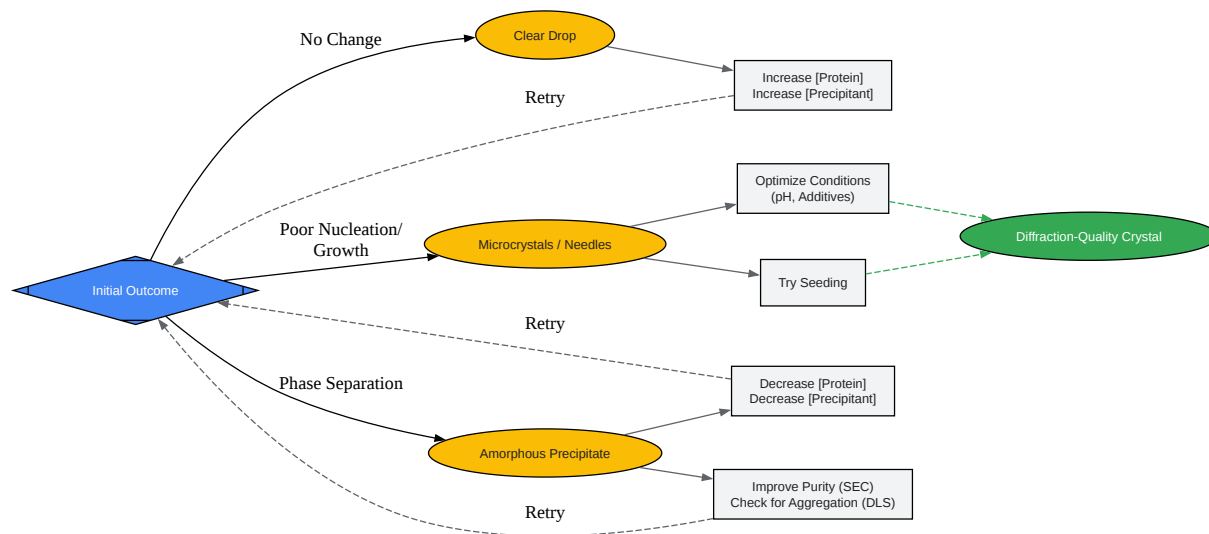 No Change
Clear Drop
Increase [Protein]
Increase [Precipitant]
Retry
Optimize Conditions
(pH, Additives)
Poor Nucleation/
Growth
Microcrystals / Needles
Diffraction-Quality Crystal
Try Seeding
Initial Outcome
Retry
Phase Separation
Decrease [Protein]
Decrease [Precipitant]
Amorphous Precipitate
Improve Purity (SEC)
Check for Aggregation (DLS)
Retry